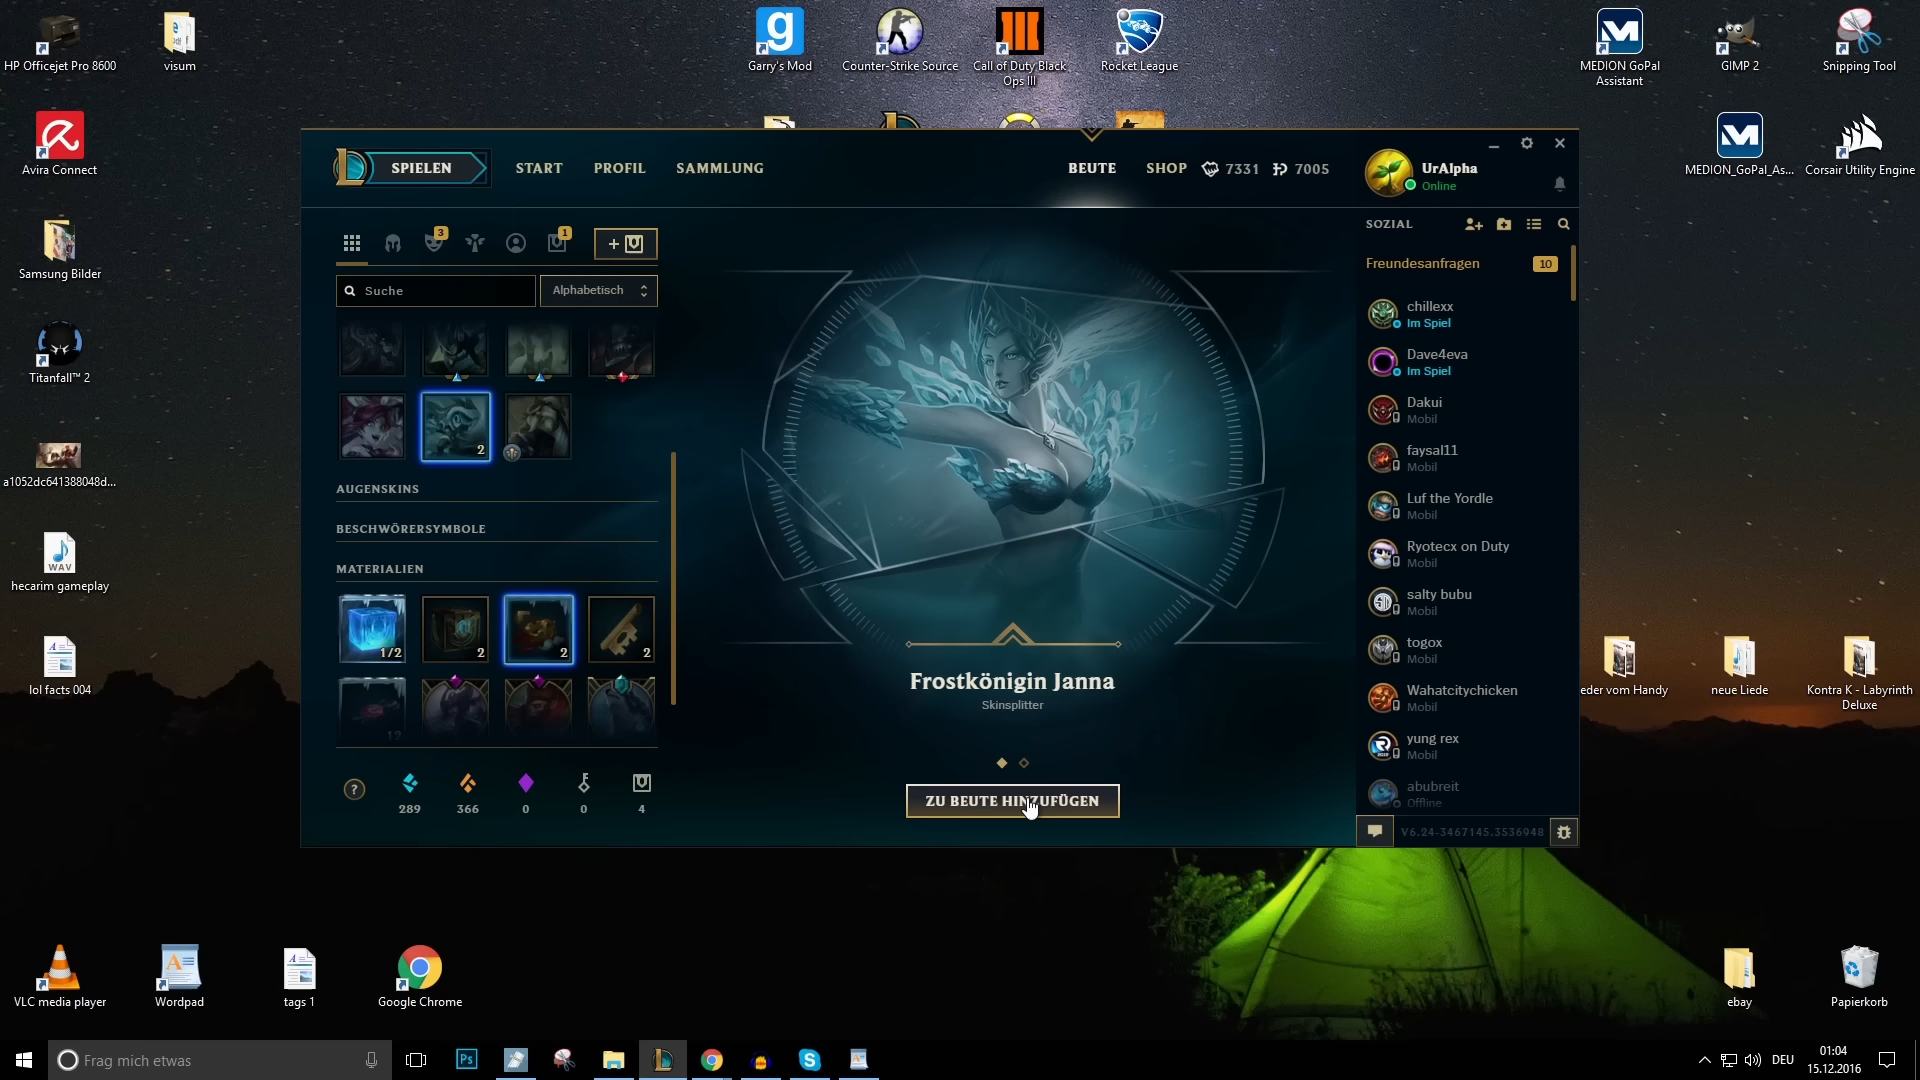 HP Officejet Pro 8600
visum
Garry's Mod
Counter-Strike Source
Call of Duty Black
Ops III
Rocket League
MEDION GoPal
Assistant
GIMP 2
Snipping Tool
Avira Connect
MEDION_GoPal_As...
Corsair Utility Engine
Samsung Bilder
Titanfall™ 2
a1052dc641388048d...
WAV
hecarim gameplay
lol facts 004
SPIELEN
START
PROFIL
SAMMLUNG
BEUTE
SHOP
7331
7005
UrAlpha
Online
3
1
+
Suche
Alphabetisch
2
AUGENSKINS
BESCHWÖRERSYMBOLE
MATERIALIEN
1/2
2
2
2
12
?
289
366
0
0
4
Frostkönigin Janna
Skinsplitter
ZU BEUTE HINZUFÜGEN
SOZIAL
Freundesanfragen
10
chillexx
Im Spiel
Dave4eva
Im Spiel
Dakui
Mobil
faysal11
Mobil
Luf the Yordle
Mobil
Ryotecx on Duty
Mobil
salty bubu
Mobil
togox
Mobil
Wahatcitychicken
Mobil
yung rex
Mobil
abubreit
Offline
V6.24-3467145.3536948
eder vom Handy
neue Liede
Kontra K - Labyrinth
Deluxe
VLC media player
Wordpad
tags 1
Google Chrome
ebay
Papierkorb
Frag mich etwas
Ps
DEU
01:04
15.12.2016